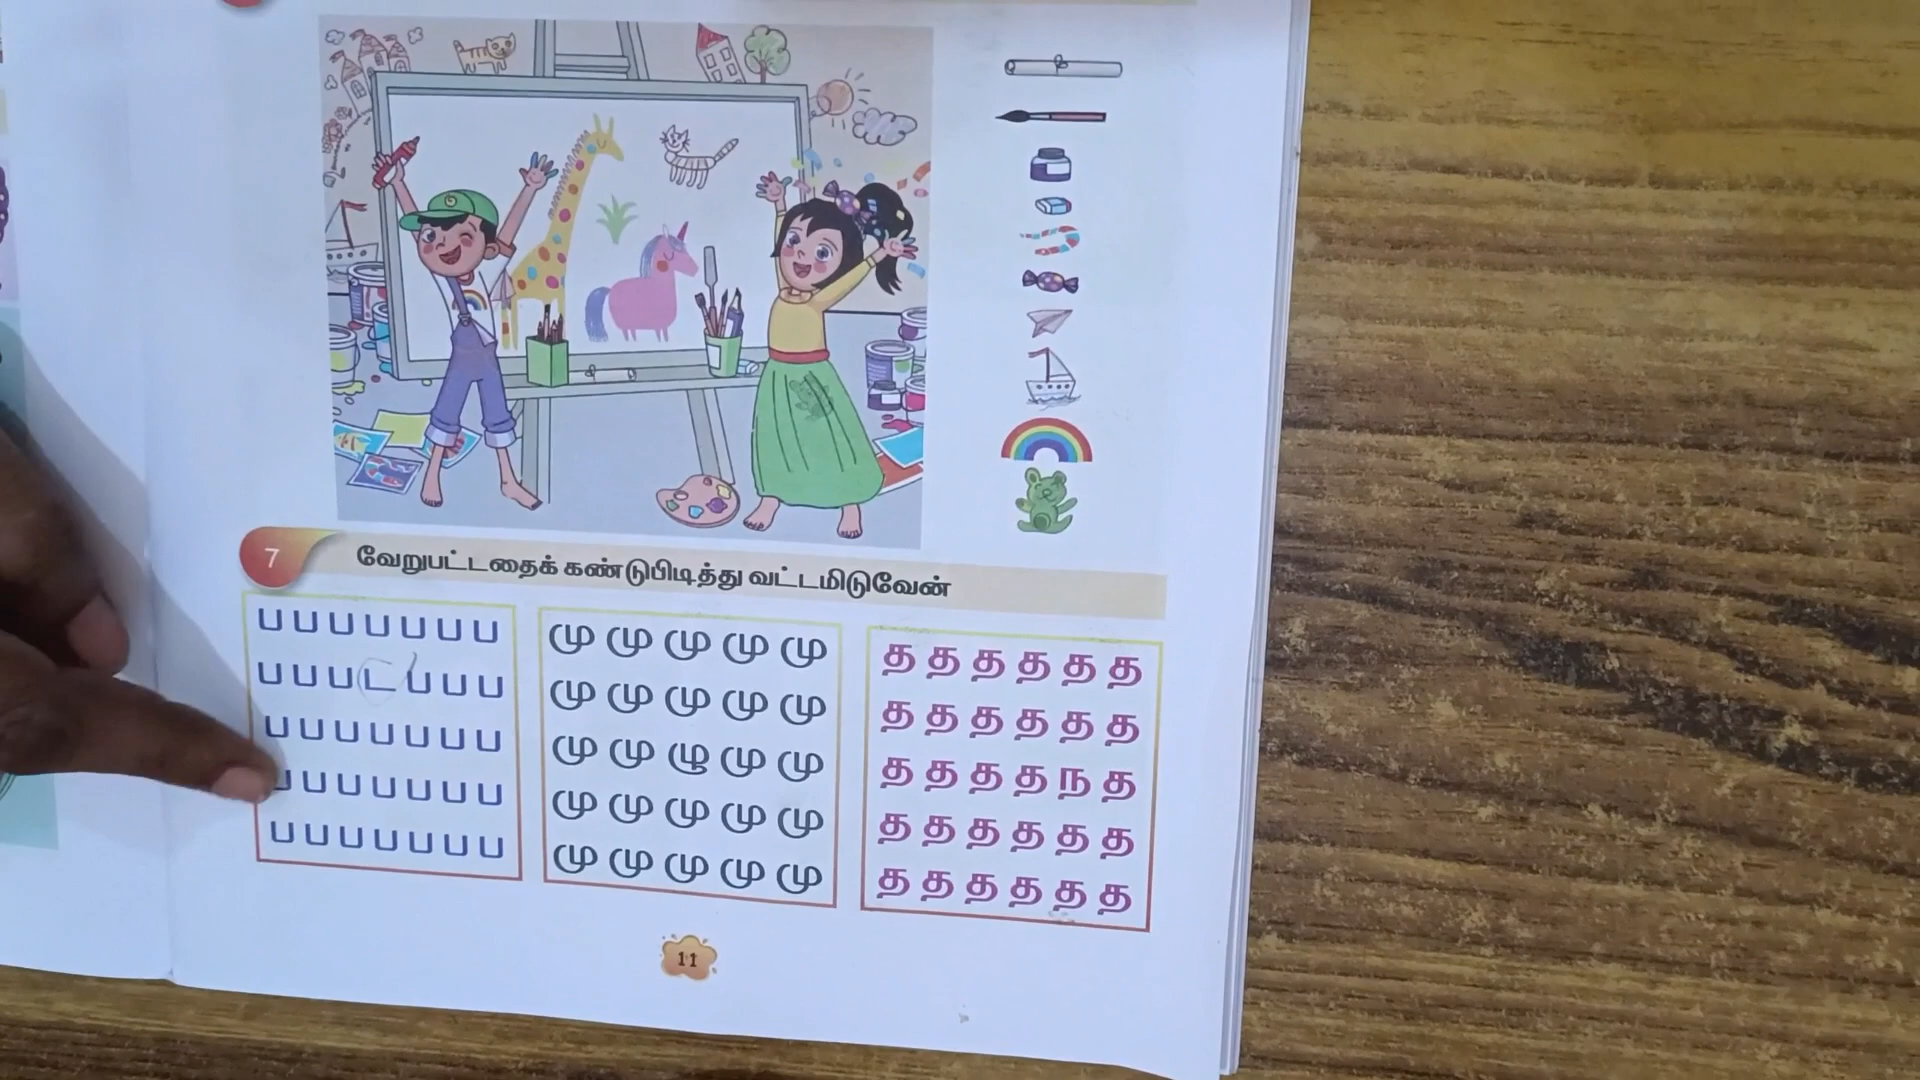 7
வேறுபட்டதைக் கண்டுபிடித்து வட்டமிடுவேன்
ப ப ப ப ப ப ப
ப ப ப ட ப ப ப
ப ப ப ப ப ப ப
ப ப ப ப ப ப ப
ப ப ப ப ப ப ப
மு மு மு மு மு
மு மு மு மு மு
மு மு ழு மு மு
மு மு மு மு மு
மு மு மு மு மு
த த த த த த
த த த த த த
த த த த ந த
த த த த த த
த த த த த த
11